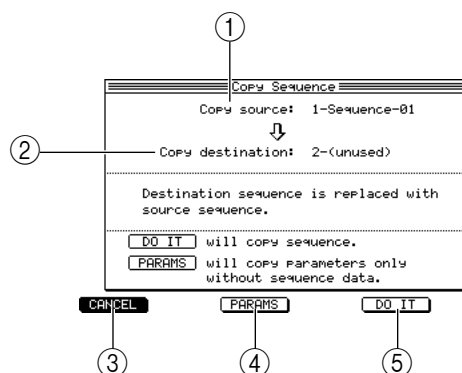 ①
Copy Sequence
Copy source: 1-Sequence-01
② Copy destination: 2-(unused)
Destination sequence is replaced with
source sequence.
DO IT will copy sequence.
PARAMS will copy parameters only
without sequence data.
CANCEL PARAMS DO IT
③ ④ ⑤